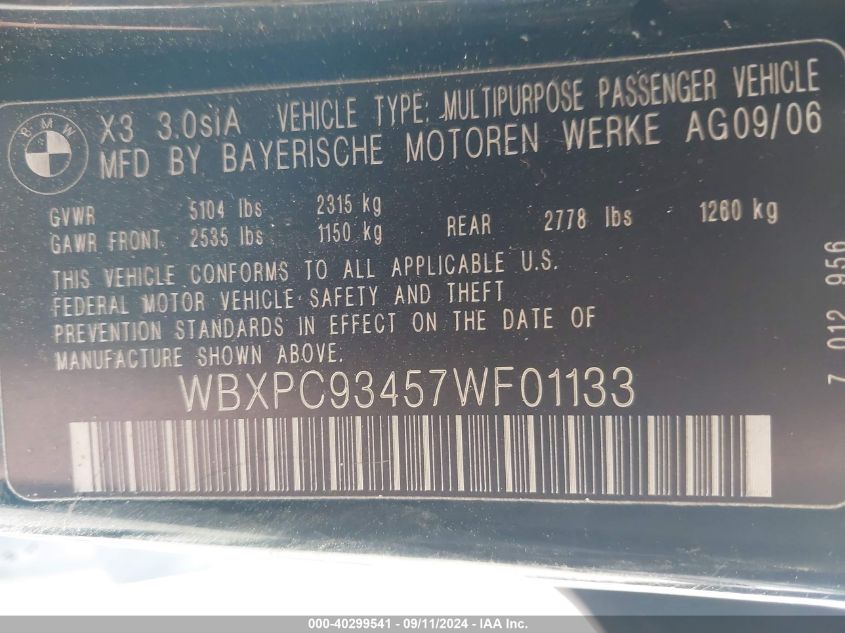 BMW
X3 3.0siA VEHICLE TYPE: MULTIPURPOSE PASSENGER VEHICLE
MFD BY BAYERISCHE MOTOREN WERKE AG09/06
GVWR 5104 lbs 2315 kg
GAWR FRONT. 2535 lbs 1150 kg REAR 2778 lbs 1260 kg
THIS VEHICLE CONFORMS TO ALL APPLICABLE U.S.
FEDERAL MOTOR VEHICLE SAFETY AND THEFT
PREVENTION STANDARDS IN EFFECT ON THE DATE OF
MANUFACTURE SHOWN ABOVE.
WBXPC93457WF01133
7 012 956
000-40299541 - 09/11/2024 - IAA Inc.